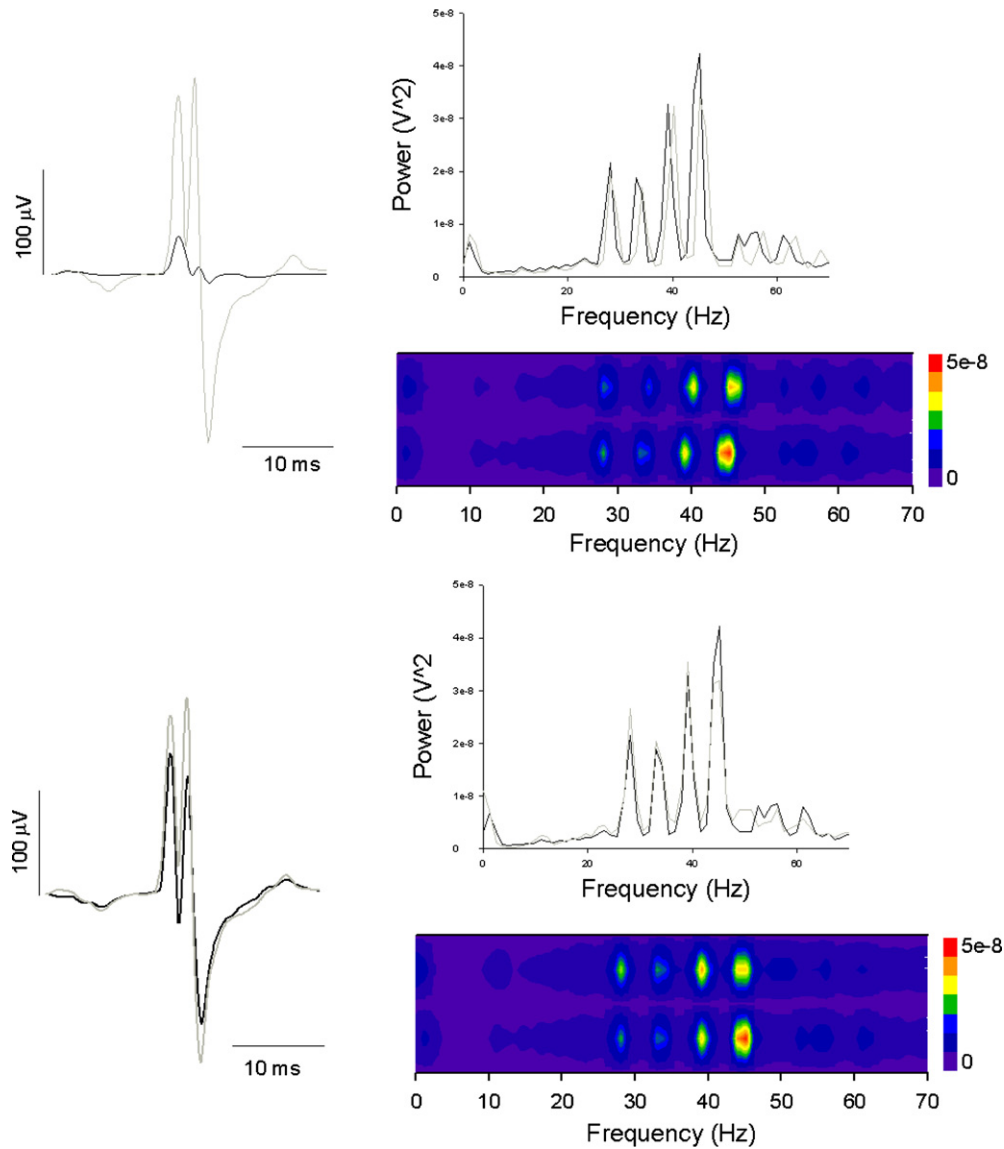 5e-8
4e-8
3e-8
2e-8
1e-8
0
Power (V^2)
0 20 40 60
Frequency (Hz)
100 µV
10 ms
5e-8
0
0 10 20 30 40 50 60 70
Frequency (Hz)
5e-8
4e-8
3e-8
2e-8
1e-8
0
Power (V^2
0 20 40 60
Frequency (Hz)
100 µV
10 ms
5e-8
0
0 10 20 30 40 50 60 70
Frequency (Hz)